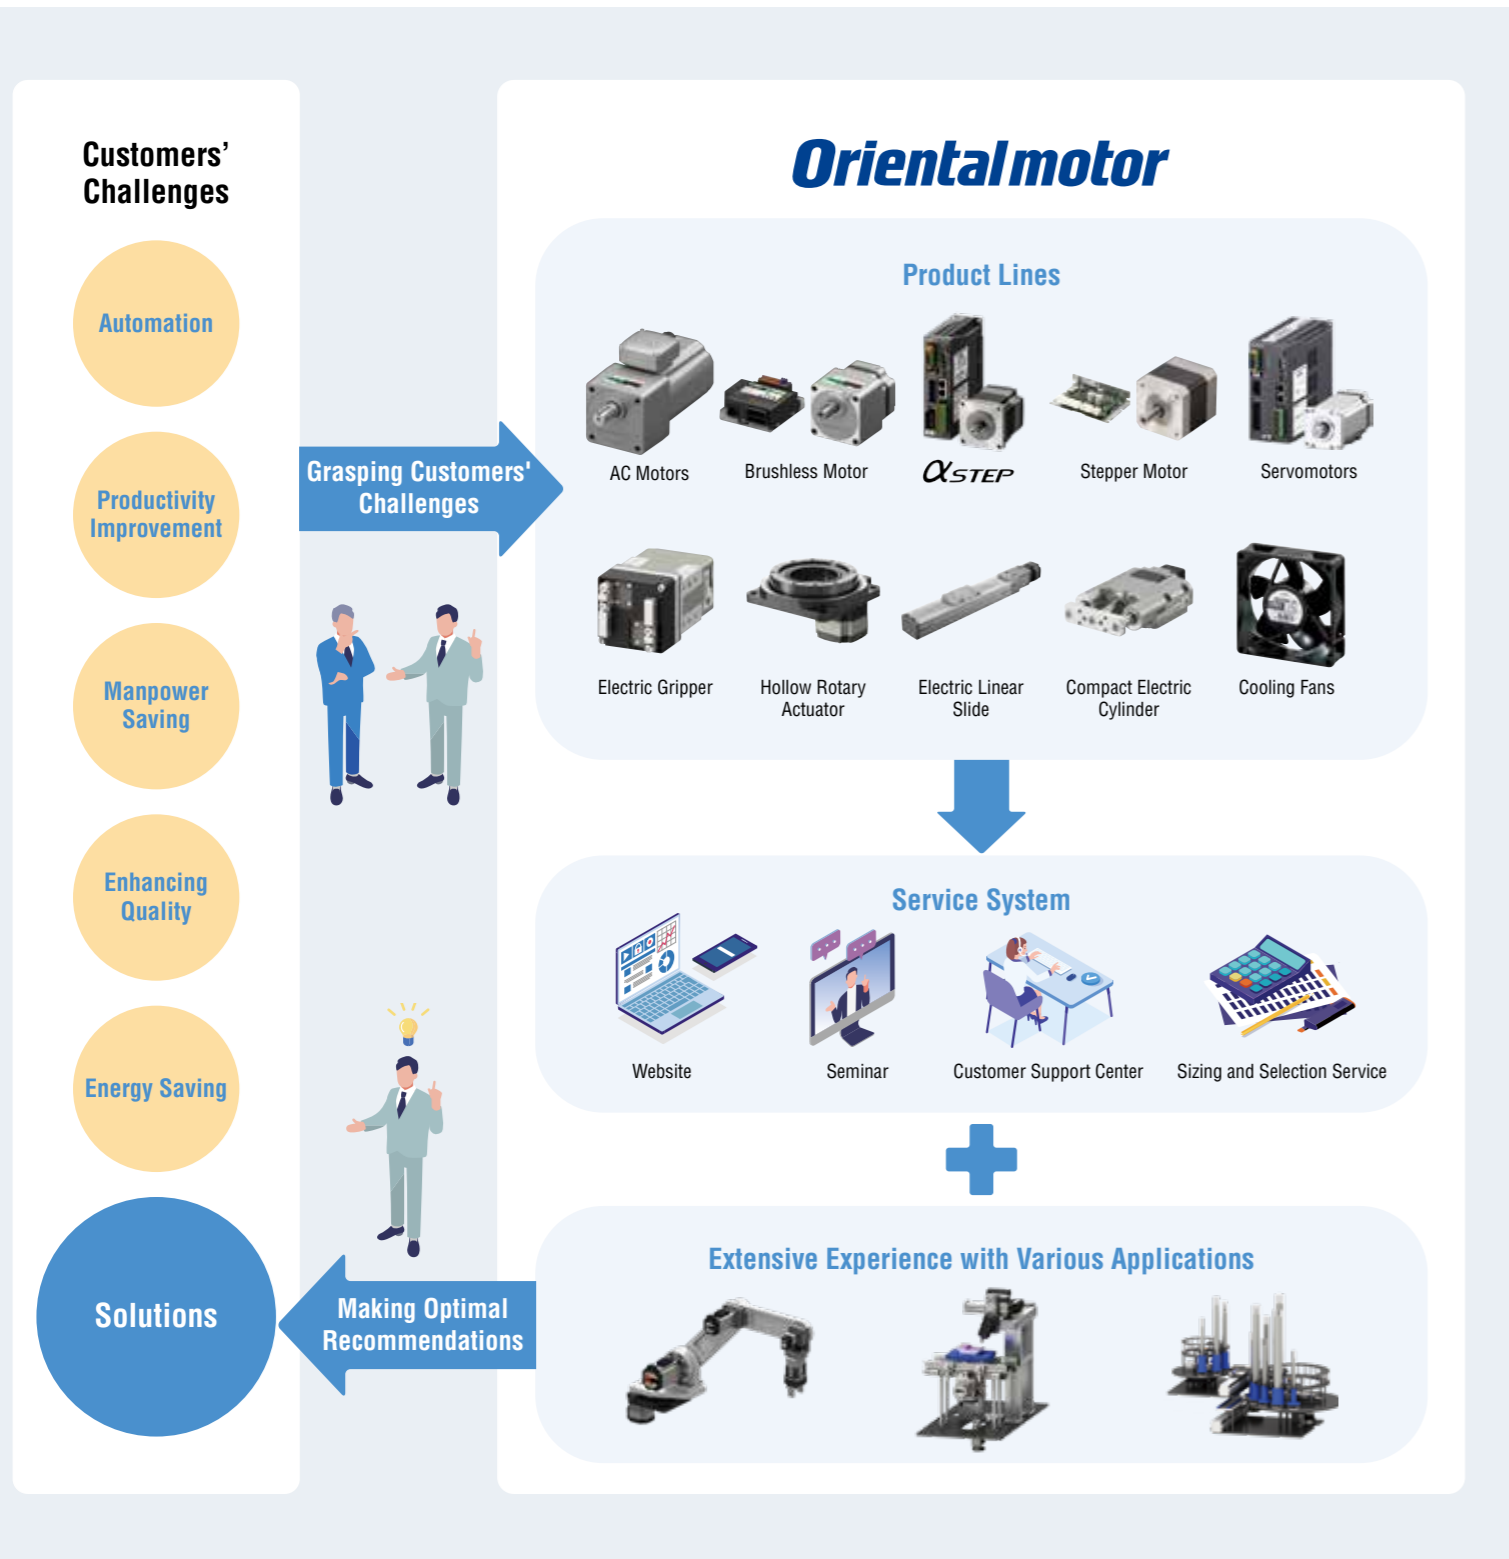 Customers’
Challenges
Automation
Productivity
Improvement
Manpower
Saving
Enhancing
Quality
Energy Saving
Solutions
Grasping Customers'
Challenges
Making Optimal
Recommendations
Orientalmotor
Product Lines
AC Motors
Brushless Motor
αSTEP
Stepper Motor
Servomotors
Electric Gripper
Hollow Rotary
Actuator
Electric Linear
Slide
Compact Electric
Cylinder
Cooling Fans
Service System
Website
Seminar
Customer Support Center
Sizing and Selection Service
Extensive Experience with Various Applications